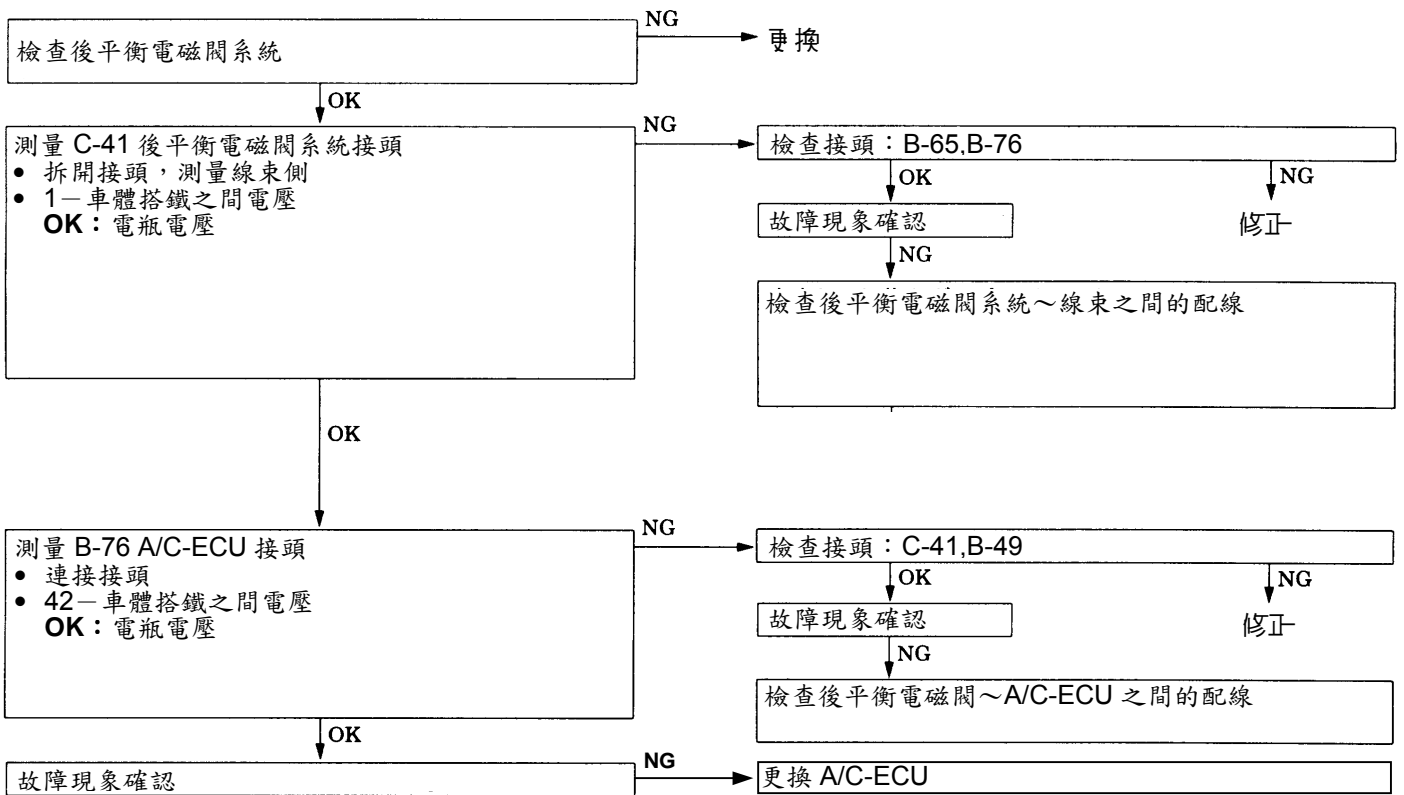 NG
檢查後平衡電磁閥系統
更換
OK
測量 C-41 後平衡電磁閥系統接頭
• 拆開接頭，測量線束側
• 1－車體搭鐵之間電壓
OK：電瓶電壓
NG
檢查接頭：B-65,B-76
OK
NG
故障現象確認
修正
NG
檢查後平衡電磁閥系統～線束之間的配線
OK
測量 B-76 A/C-ECU 接頭
• 連接接頭
• 42－車體搭鐵之間電壓
OK：電瓶電壓
NG
檢查接頭：C-41,B-49
OK
NG
故障現象確認
修正
NG
檢查後平衡電磁閥～A/C-ECU 之間的配線
OK
故障現象確認
NG
更換 A/C-ECU